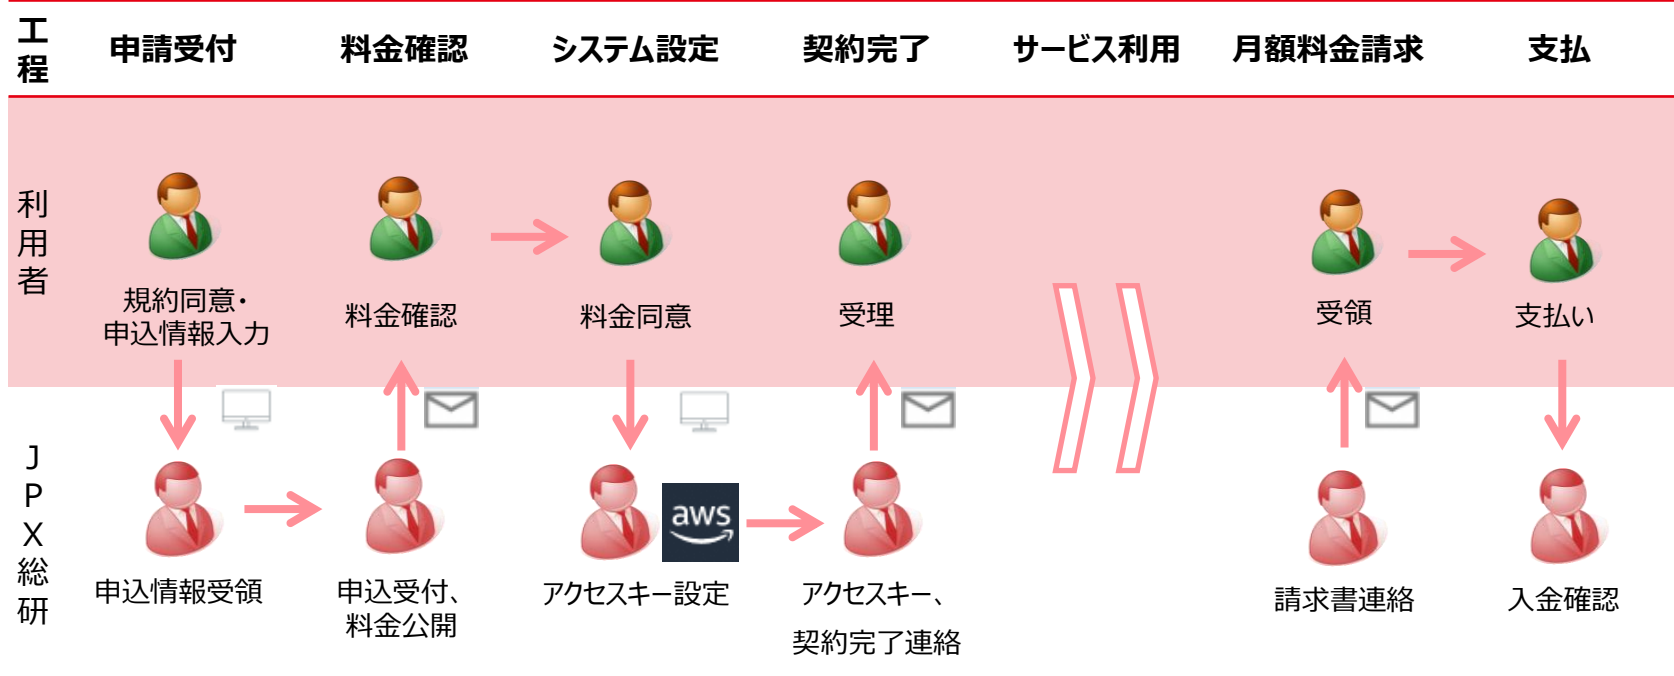 工程
申請受付
料金確認
システム設定
契約完了
サービス利用
月額料金請求
支払
利用者
規約同意・
申込情報入力
料金確認
料金同意
受理
受領
支払い
JPX総研
申込情報受領
申込受付、
料金公開
aws
アクセスキー設定
アクセスキー、
契約完了連絡
請求書連絡
入金確認